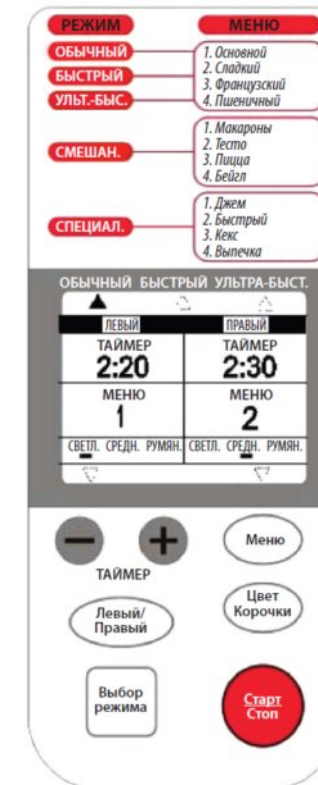 РЕЖИМ МЕНЮ
ОБЫЧНЫЙ
БЫСТРЫЙ
УЛЬТ.-БЫС.
1. Основной
2. Сладкий
3. Французский
4. Пшеничный
СМЕШАН.
1. Макароны
2. Тесто
3. Пицца
4. Бейгл
СПЕЦИАЛ.
1. Джем
2. Быстрый
3. Кекс
4. Выпечка
ОБЫЧНЫЙ БЫСТРЫЙ УЛЬТРА-БЫСТ.
ЛЕВЫЙ ПРАВЫЙ
ТАЙМЕР ТАЙМЕР
2:20 2:30
МЕНЮ МЕНЮ
1 2
СВЕТЛ. СРЕДН. РУМЯН. СВЕТЛ. СРЕДН. РУМЯН.
− +
ТАЙМЕР
Меню
Левый/
Правый
Цвет
Корочки
Выбор
режима
Старт
Стоп